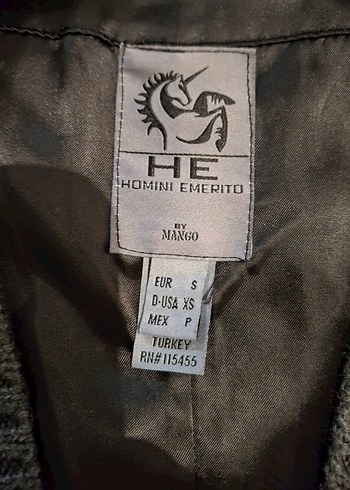 HE
HOMINI EMERITO
BY
MANGO
EUR S
D-USA XS
MEX P
TURKEY
RN#115455